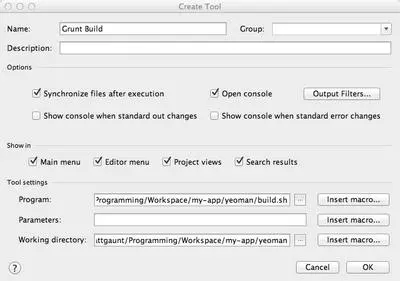 Create Tool
Name: Grunt Build Group:
Description:
Options
Synchronize files after execution Open console Output Filters...
Show console when standard out changes Show console when standard error changes
Show in
Main menu Editor menu Project views Search results
Tool settings
Program: Programming/Workspace/my-app/yeoman/build.sh ... Insert macro...
Parameters: Insert macro...
Working directory: ttgaunt/Programming/Workspace/my-app/yeoman ... Insert macro...
? Cancel OK